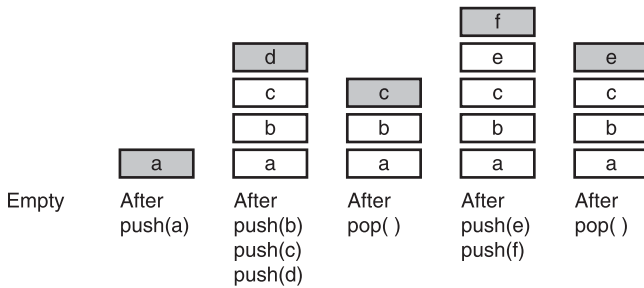 a
d
c
b
a
c
b
a
f
e
c
b
a
e
c
b
a
Empty
After
push(a)
After
push(b)
push(c)
push(d)
After
pop( )
After
push(e)
push(f)
After
pop( )